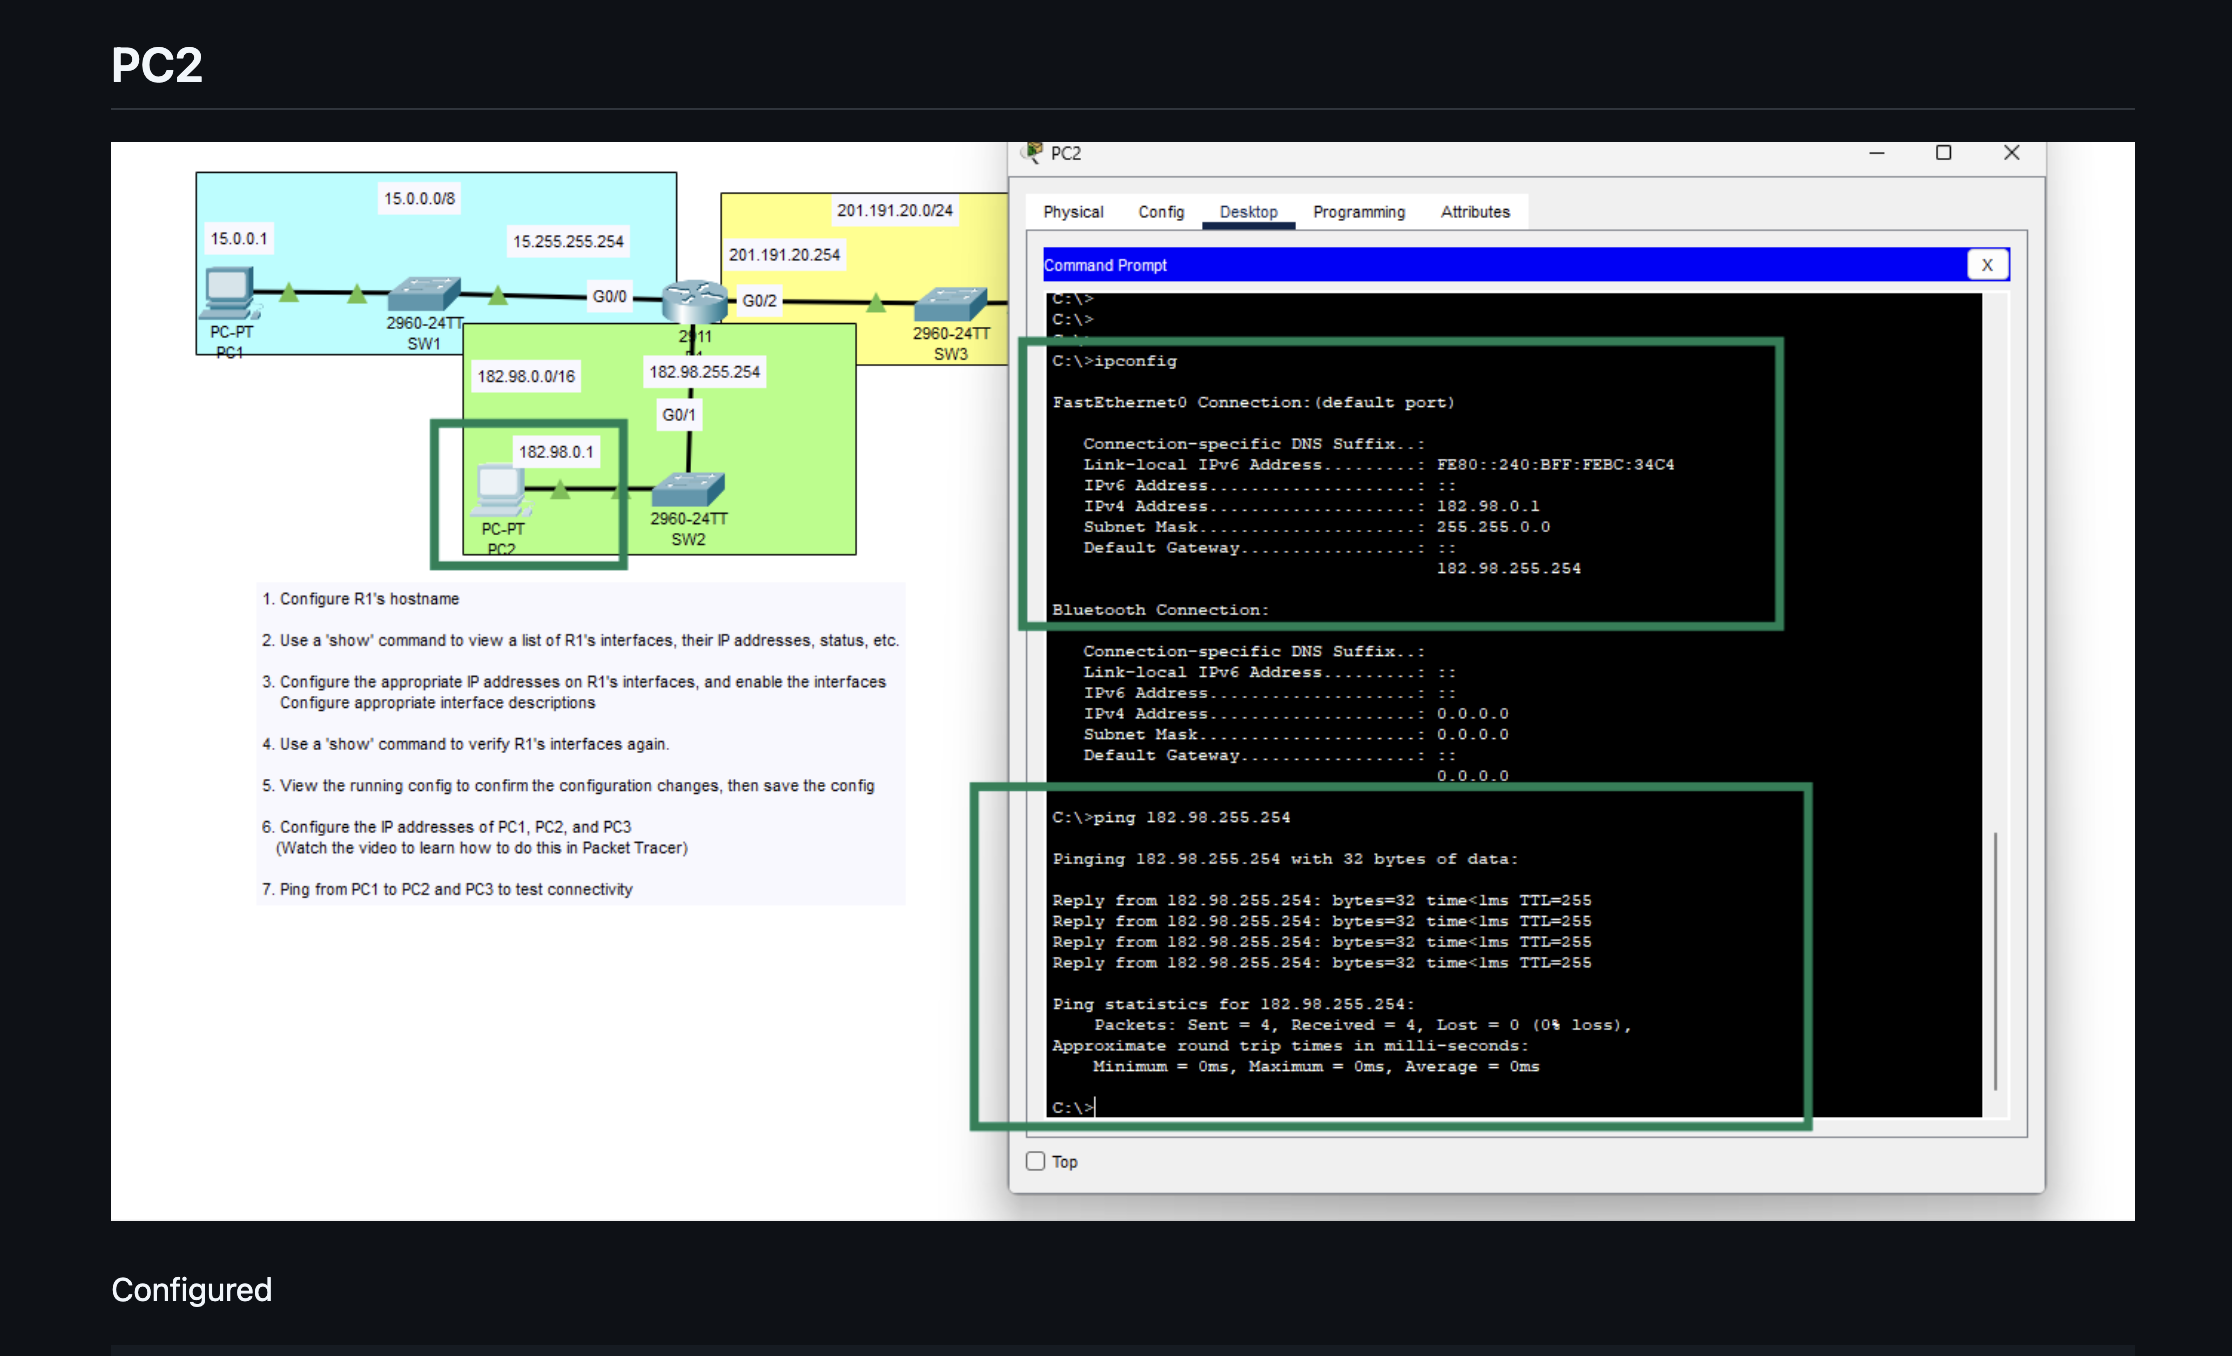 PC2
15.0.0.0/8
15.0.0.1
15.255.255.254
G0/0
PC-PT
PC1
2960-24TT
SW1
201.191.20.0/24
201.191.20.254
G0/2
2911
2960-24TT
SW3
182.98.0.0/16
182.98.255.254
G0/1
182.98.0.1
PC-PT
PC2
2960-24TT
SW2
1. Configure R1's hostname
2. Use a 'show' command to view a list of R1's interfaces, their IP addresses, status, etc.
3. Configure the appropriate IP addresses on R1's interfaces, and enable the interfaces
Configure appropriate interface descriptions
4. Use a 'show' command to verify R1's interfaces again.
5. View the running config to confirm the configuration changes, then save the config
6. Configure the IP addresses of PC1, PC2, and PC3
(Watch the video to learn how to do this in Packet Tracer)
7. Ping from PC1 to PC2 and PC3 to test connectivity
PC2
Physical Config Desktop Programming Attributes
Command Prompt X
C:\>
C:\>
C:\>ipconfig
FastEthernet0 Connection:(default port)
Connection-specific DNS Suffix..:
Link-local IPv6 Address.........: FE80::240:BFF:FEBC:34C4
IPv6 Address....................: ::
IPv4 Address....................: 182.98.0.1
Subnet Mask.....................: 255.255.0.0
Default Gateway.................: ::
182.98.255.254
Bluetooth Connection:
Connection-specific DNS Suffix..:
Link-local IPv6 Address.........: ::
IPv6 Address....................: ::
IPv4 Address....................: 0.0.0.0
Subnet Mask.....................: 0.0.0.0
Default Gateway.................: ::
0.0.0.0
C:\>ping 182.98.255.254
Pinging 182.98.255.254 with 32 bytes of data:
Reply from 182.98.255.254: bytes=32 time<1ms TTL=255
Reply from 182.98.255.254: bytes=32 time<1ms TTL=255
Reply from 182.98.255.254: bytes=32 time<1ms TTL=255
Reply from 182.98.255.254: bytes=32 time<1ms TTL=255
Ping statistics for 182.98.255.254:
Packets: Sent = 4, Received = 4, Lost = 0 (0% loss),
Approximate round trip times in milli-seconds:
Minimum = 0ms, Maximum = 0ms, Average = 0ms
C:\>
Top
Configured